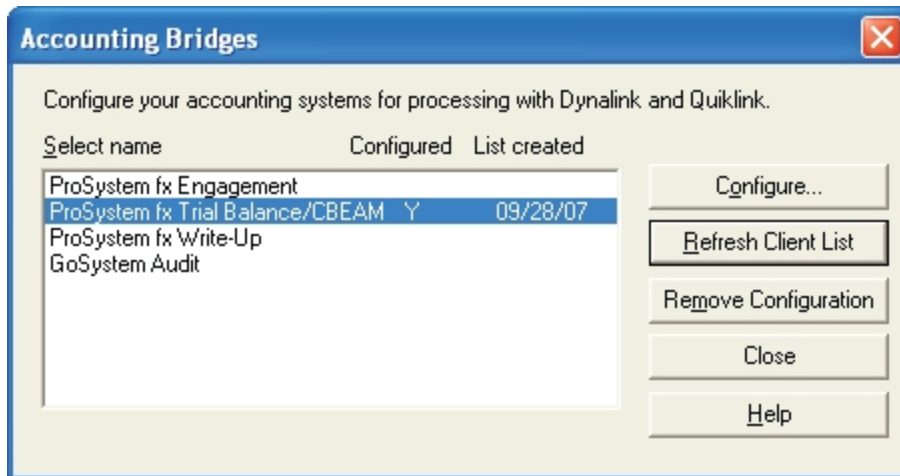 Accounting Bridges
Configure your accounting systems for processing with Dynalink and Quiklink.
Select name Configured List created
ProSystem fx Engagement
ProSystem fx Trial Balance/CBEAM Y 09/28/07
ProSystem fx Write-Up
GoSystem Audit
Configure...
Refresh Client List
Remove Configuration
Close
Help